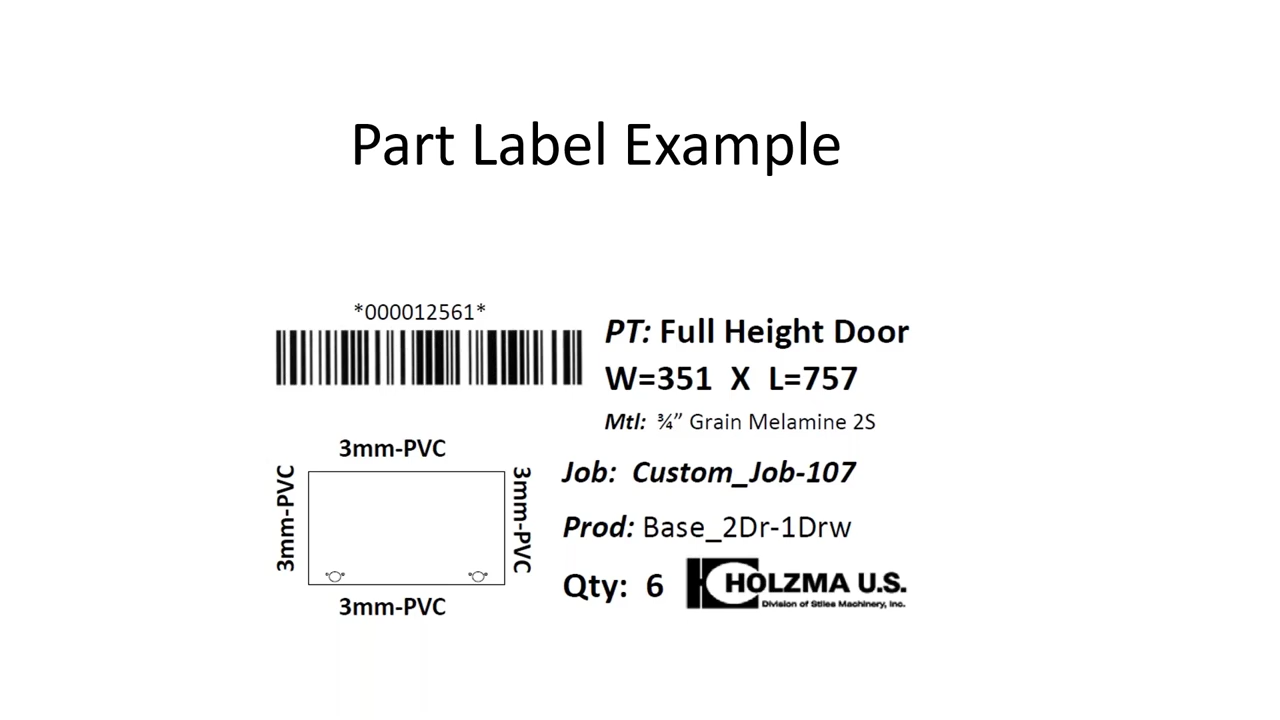 Part Label Example
*000012561*
PT: Full Height Door
W=351 X L=757
Mtl: ¾” Grain Melamine 2S
3mm-PVC
3mm-PVC
3mm-PVC
3mm-PVC
Job: Custom_Job-107
Prod: Base_2Dr-1Drw
Qty: 6
HOLZMA U.S.
Division of Stiles Machinery, Inc.